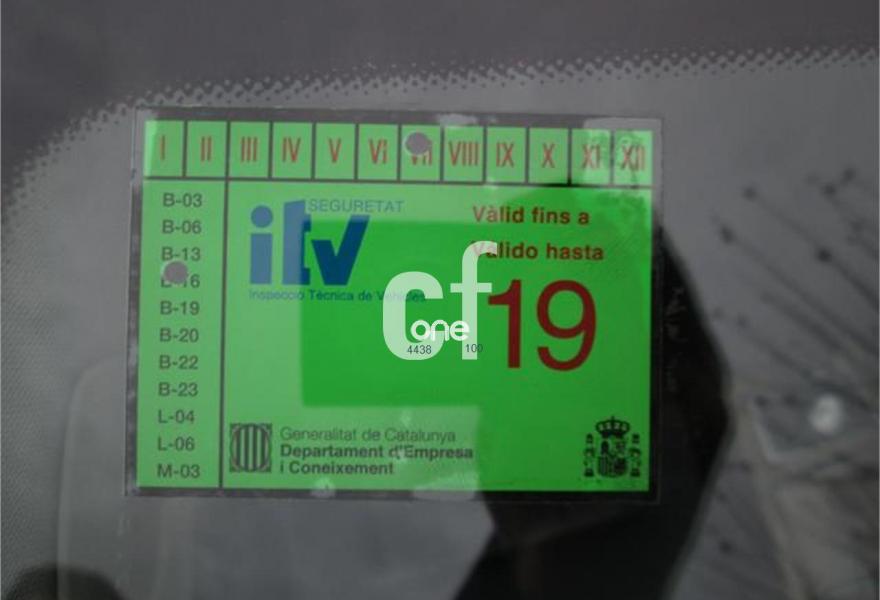 I II III IV V VI VII VIII IX X XI XII
B-03
B-06
B-13
B-16
B-19
B-20
B-22
B-23
L-04
L-06
M-03
SEGURETAT
itv
Inspecció Tècnica de Vehicles
Vàlid fins a
Válido hasta
19
cf
one
4438 100
Generalitat de Catalunya
Departament d'Empresa
i Coneixement